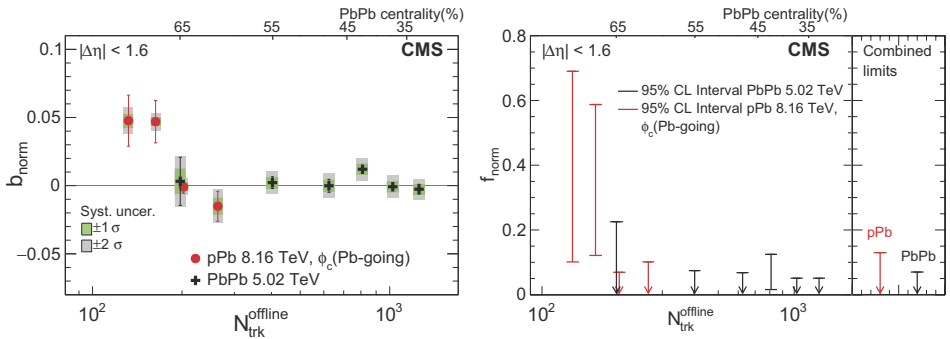 PbPb centrality(%)
65 55 45 35
0.1
|Δη| < 1.6
CMS
0.05
b_norm
0
Syst. uncer.
±1 σ
±2 σ
−0.05
pPb 8.16 TeV, ϕ_c(Pb-going)
PbPb 5.02 TeV
10^2 10^3
N_trk^offline
PbPb centrality(%)
65 55 45 35
0.8
|Δη| < 1.6
CMS
Combined
limits
95% CL Interval PbPb 5.02 TeV
95% CL Interval pPb 8.16 TeV,
ϕ_c(Pb-going)
0.6
f_norm
0.4
0.2
pPb
PbPb
0
10^2 10^3
N_trk^offline